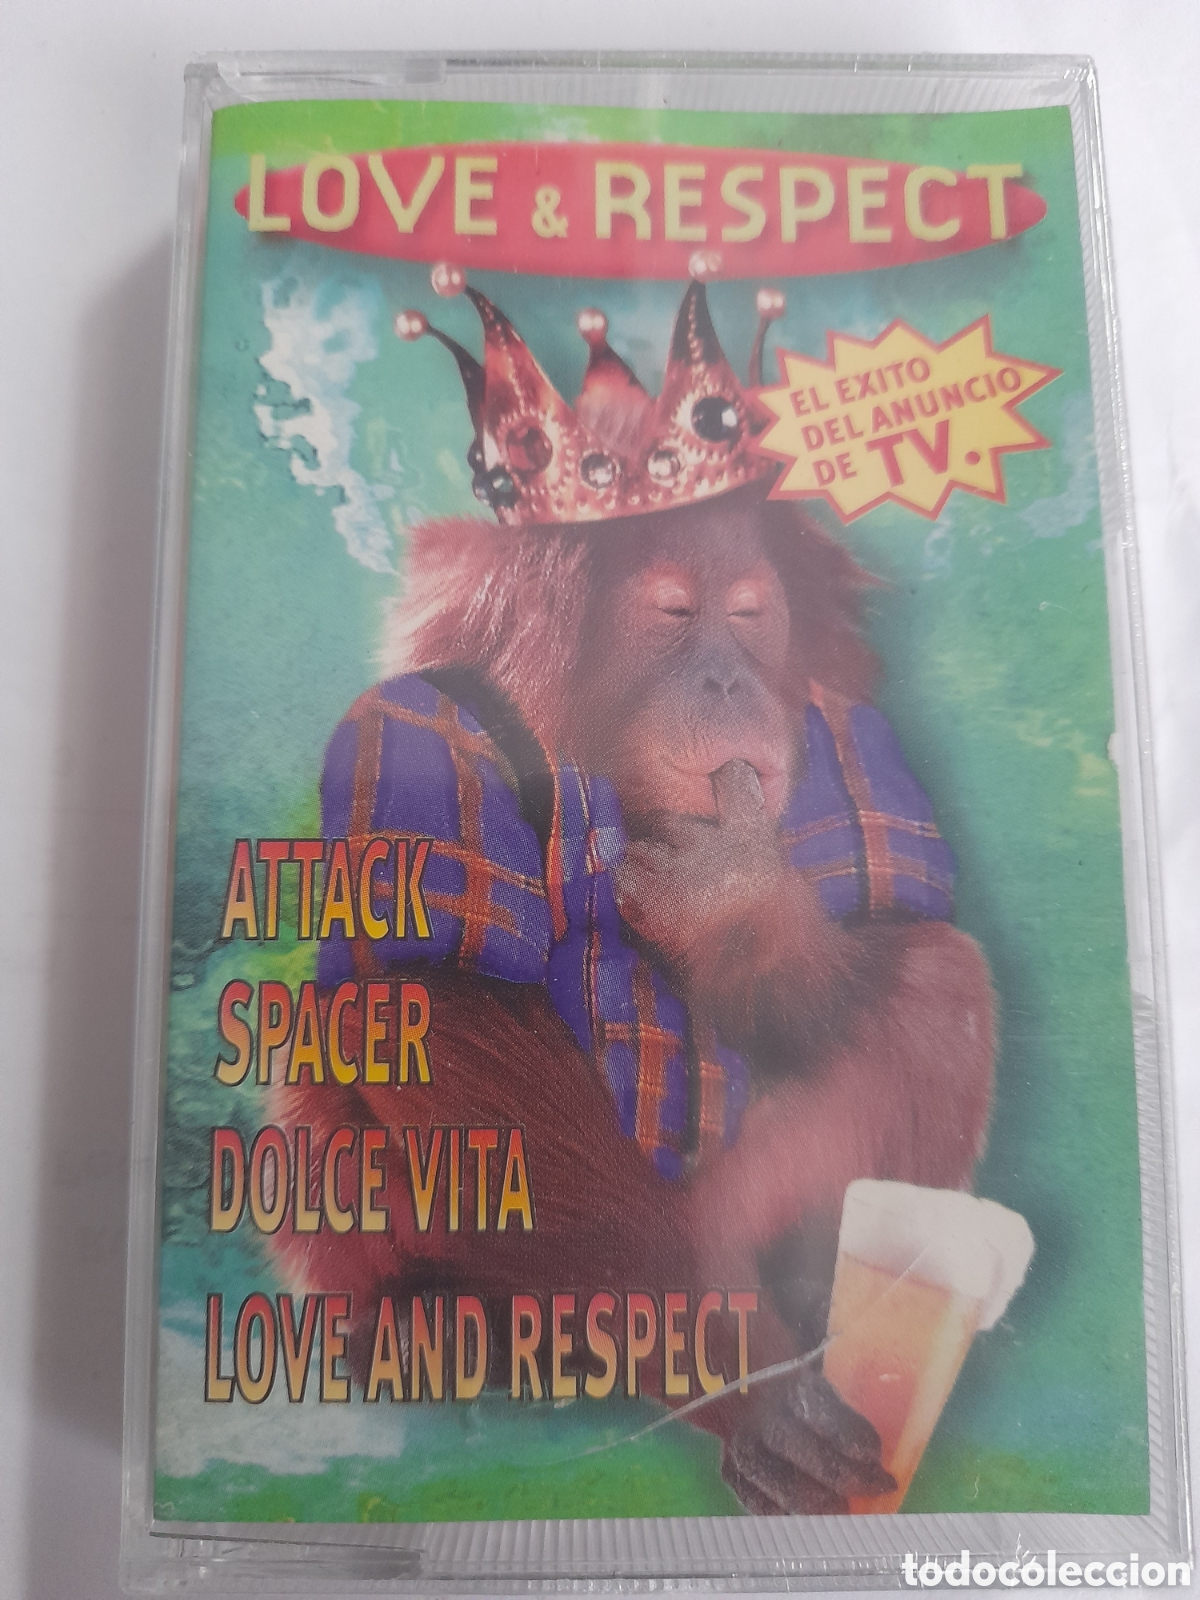 LOVE & RESPECT
EL EXITO
DEL ANUNCIO
DE TV.
ATTACK
SPACER
DOLCE VITA
LOVE AND RESPECT
todocoleccion